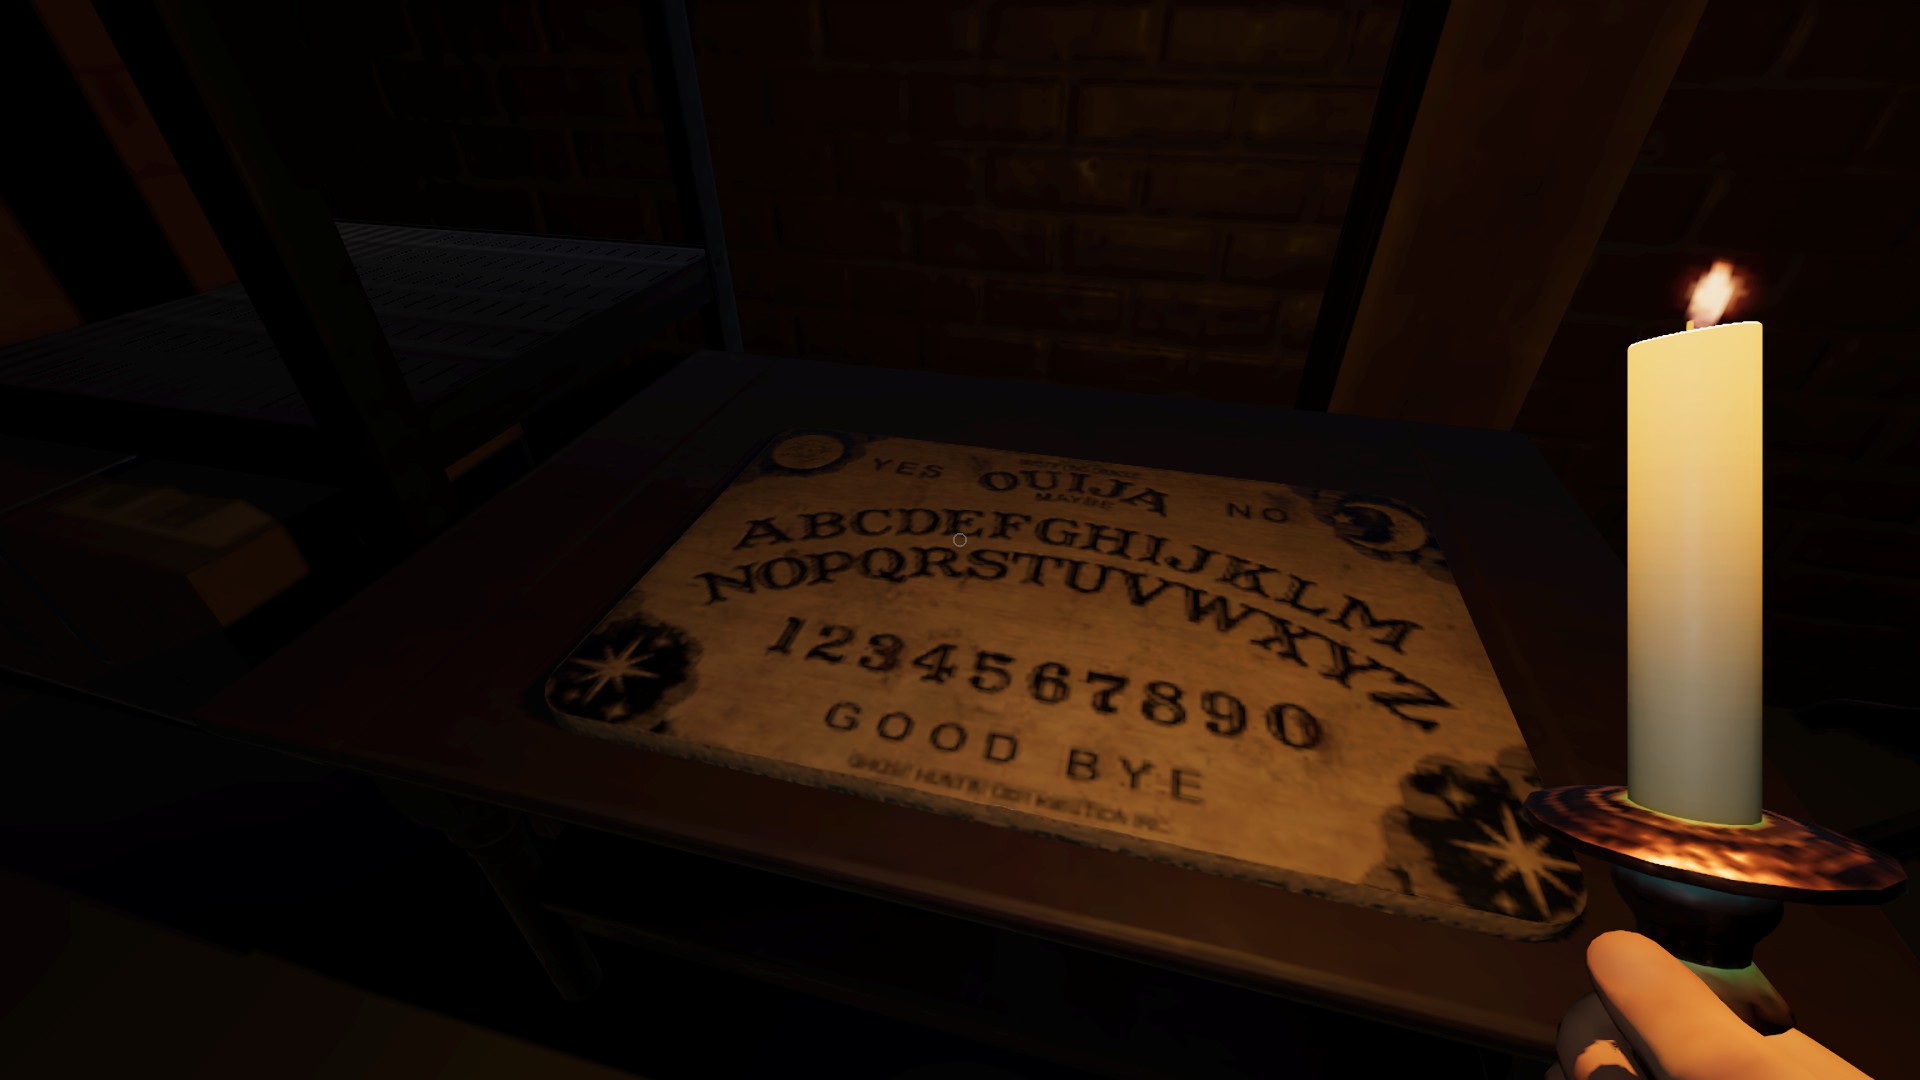 YES OUIJA NO
MAYBE
ABCDEFGHIJKLM
NOPQRSTUVWXYZ
1234567890
GOOD BYE